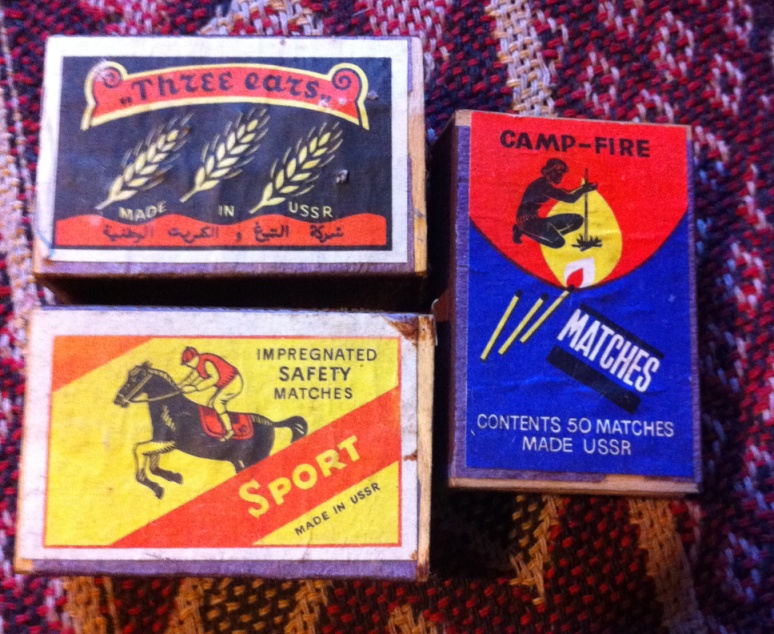 „Three ears„
MADE IN USSR
شركة التبغ و الكبريت الوطنية
CAMP-FIRE
MATCHES
CONTENTS 50 MATCHES
MADE USSR
IMPREGNATED
SAFETY
MATCHES
SPORT
MADE IN USSR